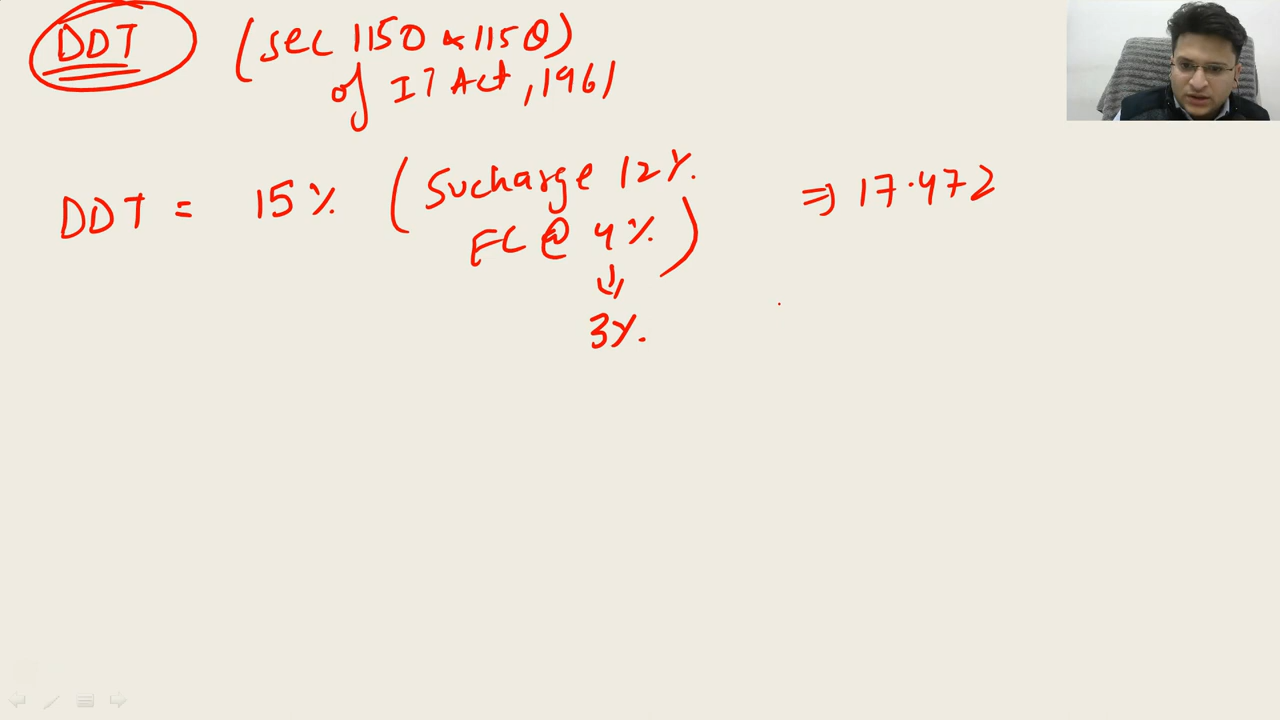 DDT (sec 115O & 115Q)
of IT Act, 1961
DDT = 15% (Sucharge 12% ⇒ 17.472
EC @ 4%)
↓
3%.